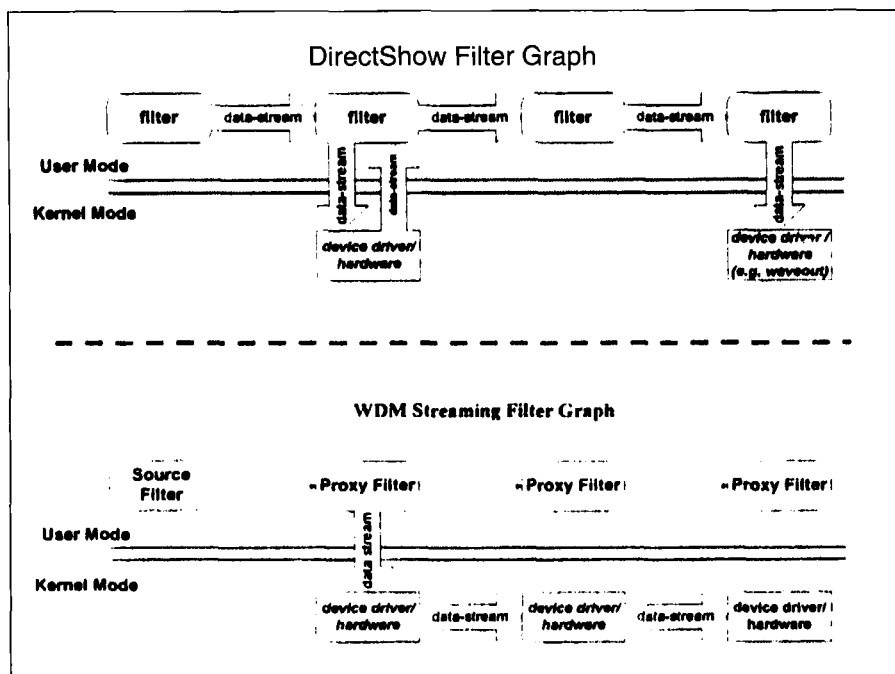 DirectShow Filter Graph
filter data-stream filter data-stream filter data-stream filter
User Mode
data-stream data-stream data-stream
Kernel Mode
device driver/
hardware
device driver /
hardware
(e.g. waveout)
WDM Streaming Filter Graph
Source
Filter
Proxy Filter
Proxy Filter
Proxy Filter
User Mode
data stream
Kernel Mode
device driver/
hardware
data-stream
device driver/
hardware
data-stream
device driver/
hardware